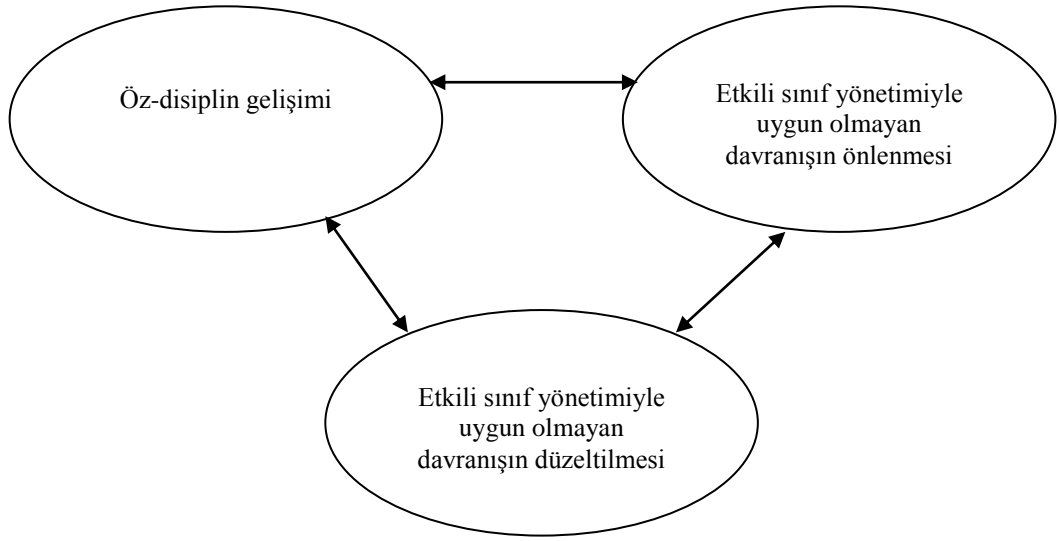 Öz-disiplin gelişimi
Etkili sınıf yönetimiyle
uygun olmayan
davranışın önlenmesi
Etkili sınıf yönetimiyle
uygun olmayan
davranışın düzeltilmesi